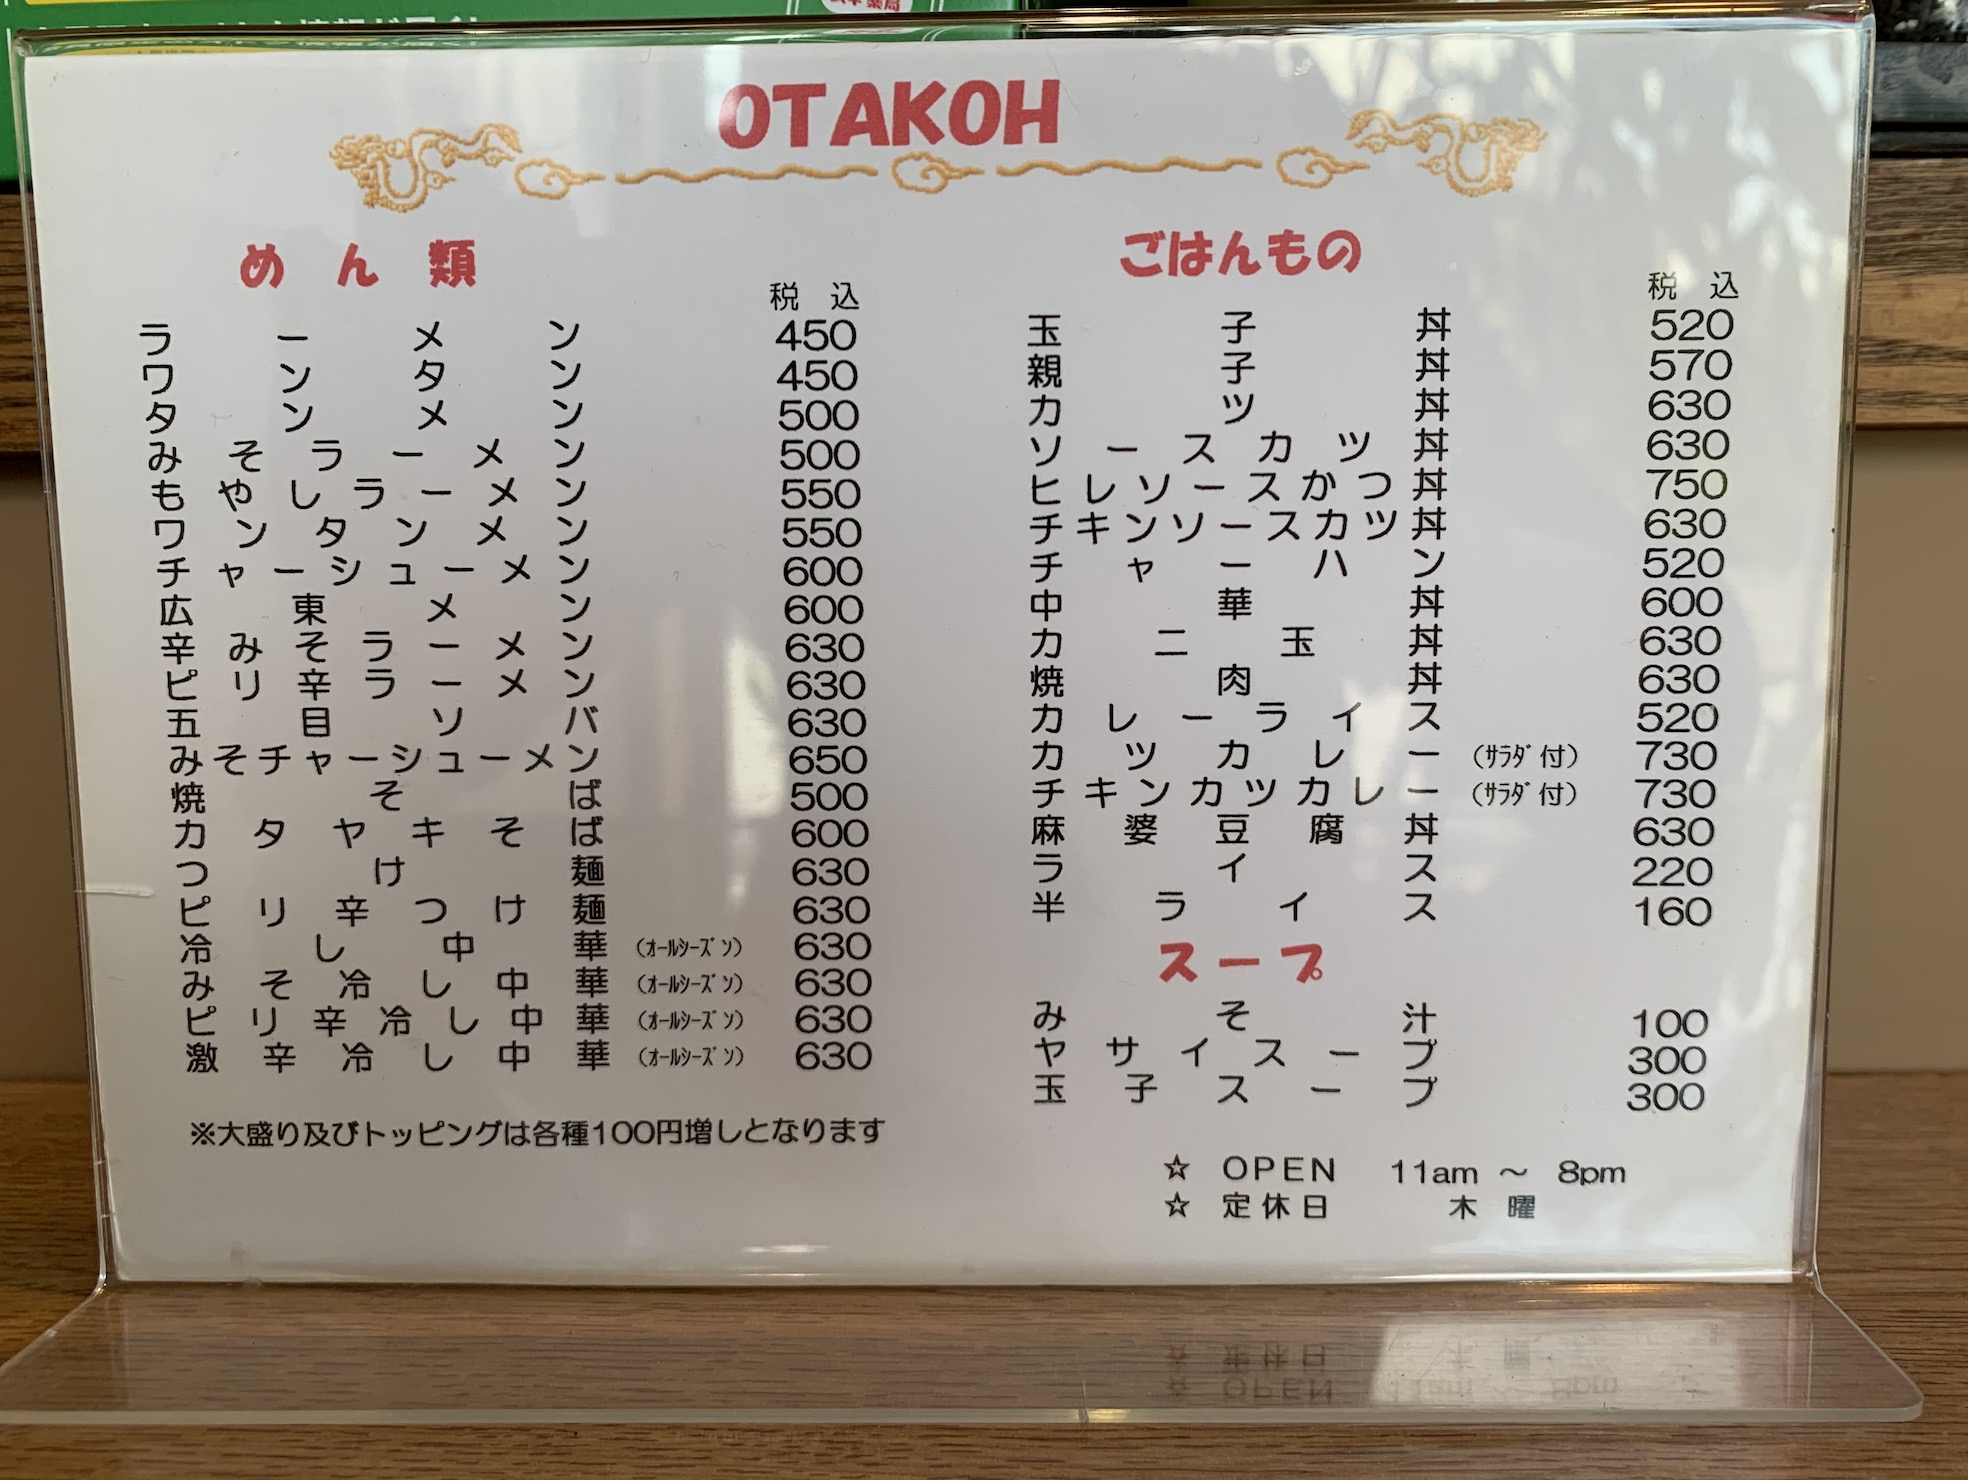 OTAKOH
めん類
税込
ラーメン 450
ワンタン 450
タンメン 500
みそラーメン 500
もやしラーメン 550
ワンタンメン 550
チャーシューメン 600
広東メン 600
辛みそラーメン 630
ピリ辛ラーメン 630
五目ソバ 630
みそチャーシューメン 650
焼そば 500
カタヤキそば 600
つけ麺 630
ピリ辛つけ麺 630
冷し中華 (ｵｰﾙｼｰｽﾞﾝ) 630
みそ冷し中華 (ｵｰﾙｼｰｽﾞﾝ) 630
ピリ辛冷し中華 (ｵｰﾙｼｰｽﾞﾝ) 630
激辛冷し中華 (ｵｰﾙｼｰｽﾞﾝ) 630
※大盛り及びトッピングは各種100円増しとなります
ごはんもの
税込
玉子丼 520
親子丼 570
カツ丼 630
ソースカツ丼 630
ヒレソースかつ丼 750
チキンソースカツ丼 630
チャーハン 520
中華丼 600
カニ玉丼 630
焼肉丼 630
カレーライス 520
カツカレー (ｻﾗﾀﾞ付) 730
チキンカツカレー (ｻﾗﾀﾞ付) 730
麻婆豆腐丼 630
ライス 220
半ライス 160
スープ
みそ汁 100
ヤサイスープ 300
玉子スープ 300
☆ OPEN 11am ～ 8pm
☆ 定休日 木曜